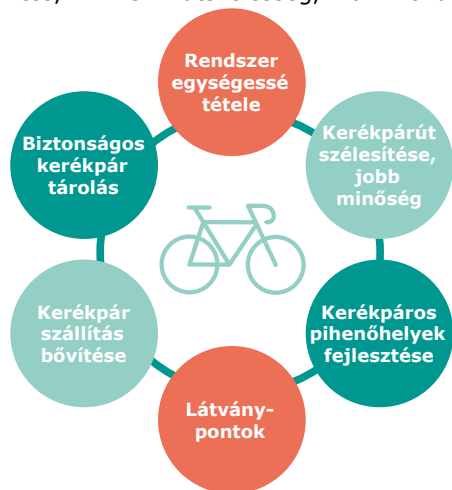 Rendszer
egységessé
tétele
Kerékpárút
szélesítése,
jobb
minőség
Kerékpáros
pihenőhelyek
fejlesztése
Látvány-
pontok
Kerékpár
szállítás
bővítése
Biztonságos
kerékpár
tárolás